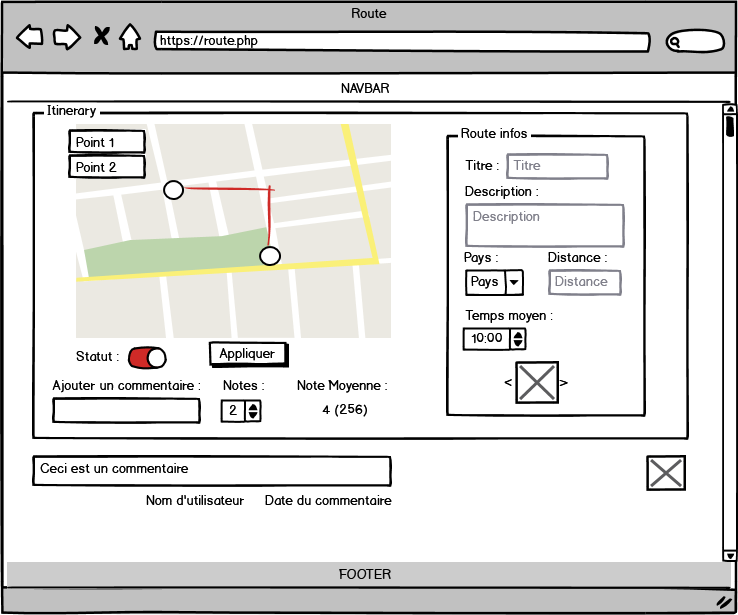 Route
https://route.php
NAVBAR
Itinerary
Point 1
Point 2
Route infos
Titre : Titre
Description :
Description
Pays : Distance :
Pays Distance
Temps moyen :
10:00
< >
Statut : Appliquer
Ajouter un commentaire : Notes : Note Moyenne :
2 4 (256)
Ceci est un commentaire
Nom d'utilisateur Date du commentaire
FOOTER